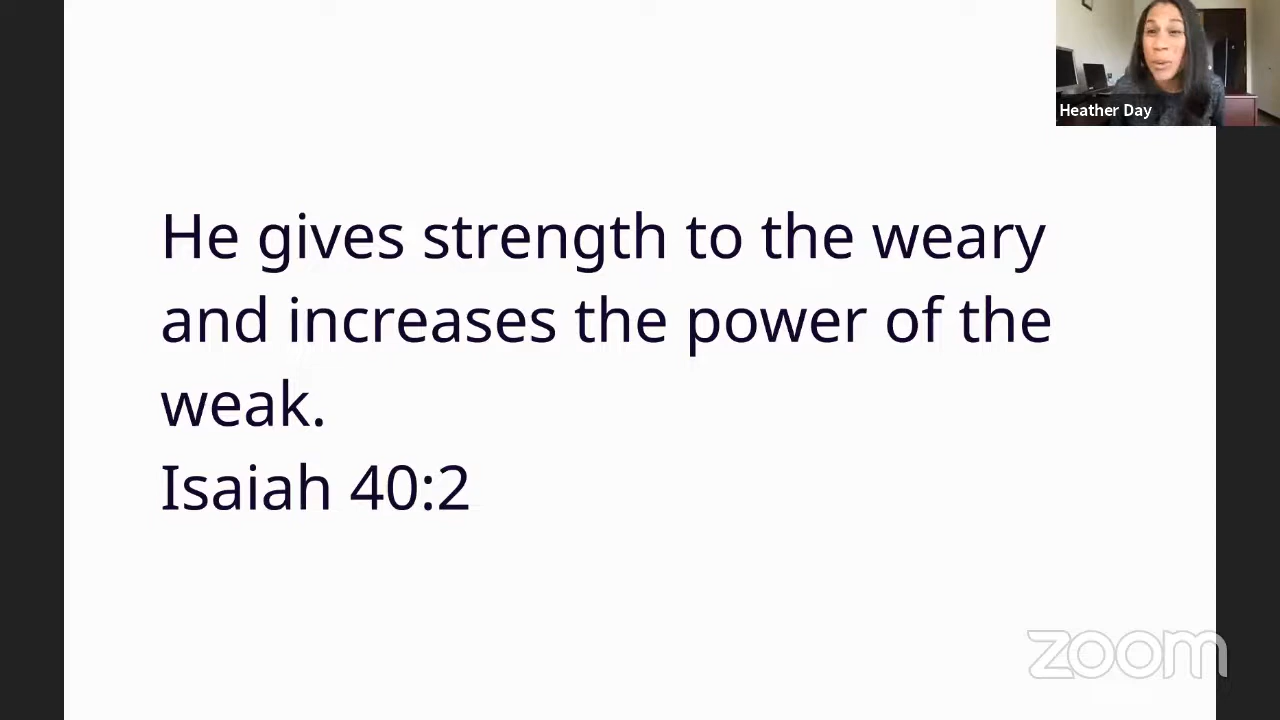 Heather Day
He gives strength to the weary
and increases the power of the
weak.
Isaiah 40:2
zoom